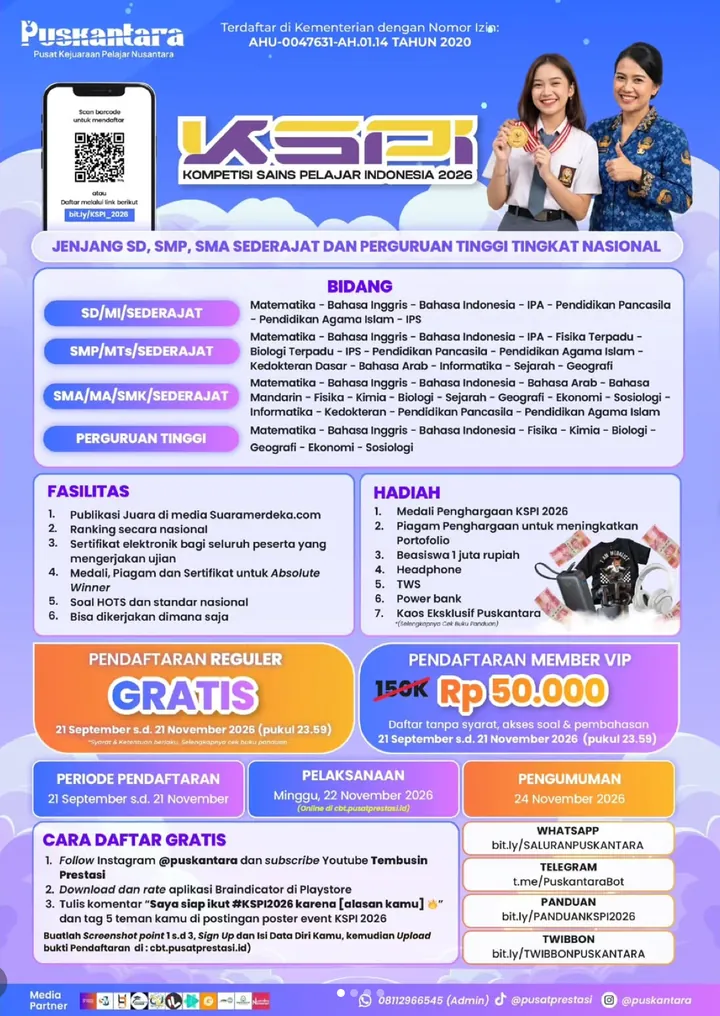 Puskantara
Pusat Kejuaraan Pelajar Nusantara
Terdaftar di Kementerian dengan Nomor Izin:
AHU-0047631-AH.01.14 TAHUN 2020
Scan barcode
untuk mendaftar
atau
Daftar melalui link berikut
bit.ly/KSPI_2026
KSPI
KOMPETISI SAINS PELAJAR INDONESIA 2026
JENJANG SD, SMP, SMA SEDERAJAT DAN PERGURUAN TINGGI TINGKAT NASIONAL
BIDANG
SD/MI/SEDERAJAT
Matematika - Bahasa Inggris - Bahasa Indonesia - IPA - Pendidikan Pancasila
- Pendidikan Agama Islam - IPS
SMP/MTs/SEDERAJAT
Matematika - Bahasa Inggris - Bahasa Indonesia - IPA - Fisika Terpadu -
Biologi Terpadu - IPS - Pendidikan Pancasila - Pendidikan Agama Islam -
Kedokteran Dasar - Bahasa Arab - Informatika - Sejarah - Geografi
SMA/MA/SMK/SEDERAJAT
Matematika - Bahasa Inggris - Bahasa Indonesia - Bahasa Arab - Bahasa
Mandarin - Fisika - Kimia - Biologi - Sejarah - Geografi - Ekonomi - Sosiologi -
Informatika - Kedokteran - Pendidikan Pancasila - Pendidikan Agama Islam
PERGURUAN TINGGI
Matematika - Bahasa Inggris - Bahasa Indonesia - Fisika - Kimia - Biologi -
Geografi - Ekonomi - Sosiologi
FASILITAS
1. Publikasi Juara di media Suaramerdeka.com
2. Ranking secara nasional
3. Sertifikat elektronik bagi seluruh peserta yang
mengerjakan ujian
4. Medali, Piagam dan Sertifikat untuk Absolute
Winner
5. Soal HOTS dan standar nasional
6. Bisa dikerjakan dimana saja
HADIAH
1. Medali Penghargaan KSPI 2026
2. Piagam Penghargaan untuk meningkatkan
Portofolio
3. Beasiswa 1 juta rupiah
4. Headphone
5. TWS
6. Power bank
7. Kaos Eksklusif Puskantara
*(Selengkapnya Cek Buku Panduan)
PENDAFTARAN REGULER
GRATIS
21 September s.d. 21 November 2026 (pukul 23.59)
*Syarat & Ketentuan berlaku, Selengkapnya cek buku panduan
PENDAFTARAN MEMBER VIP
150K Rp 50.000
Daftar tanpa syarat, akses soal & pembahasan
21 September s.d. 21 November 2026 (pukul 23.59)
PERIODE PENDAFTARAN
21 September s.d. 21 November
PELAKSANAAN
Minggu, 22 November 2026
(Online di cbt.pusatprestasi.id)
PENGUMUMAN
24 November 2026
CARA DAFTAR GRATIS
1. Follow Instagram @puskantara dan subscribe Youtube Tembusin
Prestasi
2. Download dan rate aplikasi Braindicator di Playstore
3. Tulis komentar "Saya siap ikut #KSPI2026 karena [alasan kamu] 🔥"
dan tag 5 teman kamu di postingan poster event KSPI 2026
Buatlah Screenshot point 1 s.d 3, Sign Up dan Isi Data Diri Kamu, kemudian Upload
bukti Pendaftaran di : cbt.pusatprestasi.id)
WHATSAPP
bit.ly/SALURANPUSKANTARA
TELEGRAM
t.me/PuskantaraBot
PANDUAN
bit.ly/PANDUANKSPI2026
TWIBBON
bit.ly/TWIBBONPUSKANTARA
Media
Partner
08112966545 (Admin) @pusatprestasi @puskantara